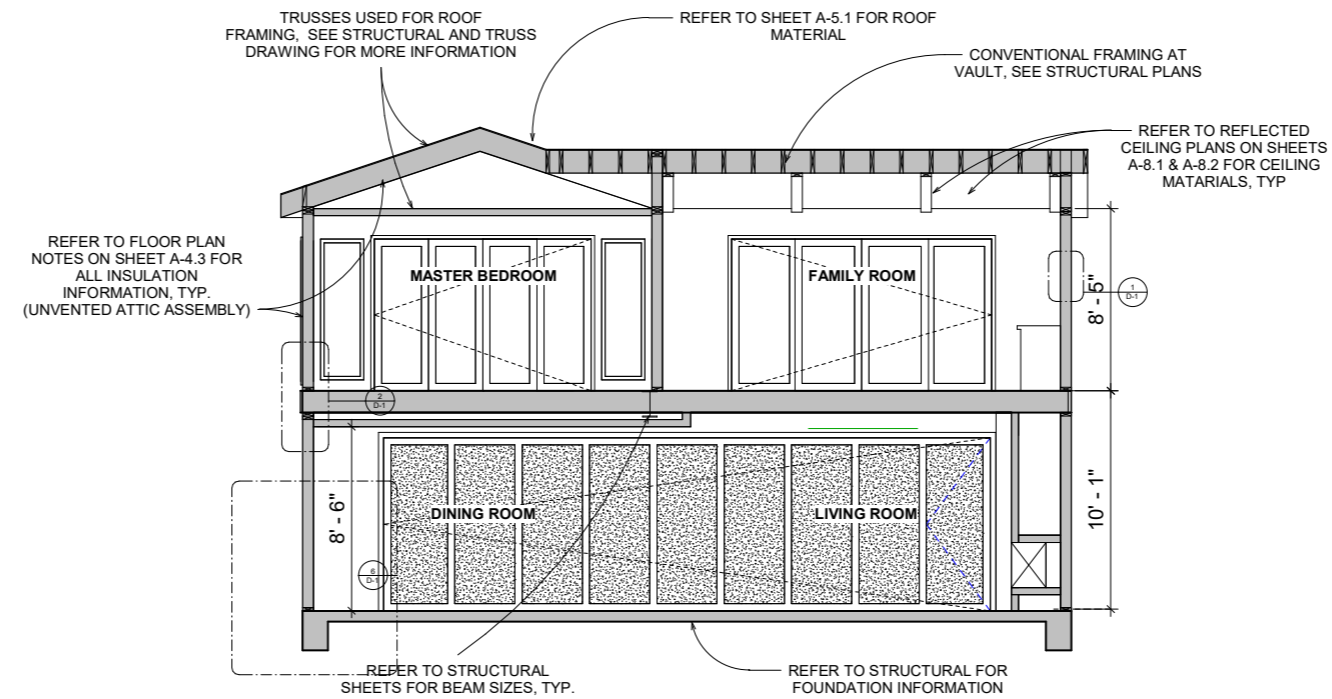 TRUSSES USED FOR ROOF
FRAMING, SEE STRUCTURAL AND TRUSS
DRAWING FOR MORE INFORMATION
REFER TO SHEET A-5.1 FOR ROOF
MATERIAL
CONVENTIONAL FRAMING AT
VAULT, SEE STRUCTURAL PLANS
REFER TO REFLECTED
CEILING PLANS ON SHEETS
A-8.1 & A-8.2 FOR CEILING
MATARIALS, TYP
REFER TO FLOOR PLAN
NOTES ON SHEET A-4.3 FOR
ALL INSULATION
INFORMATION, TYP.
(UNVENTED ATTIC ASSEMBLY)
MASTER BEDROOM
FAMILY ROOM
8' - 5"
1
D-1
2
D-1
DINING ROOM
LIVING ROOM
8' - 6"
10' - 1"
6
D-1
REFER TO STRUCTURAL
SHEETS FOR BEAM SIZES, TYP.
REFER TO STRUCTURAL FOR
FOUNDATION INFORMATION